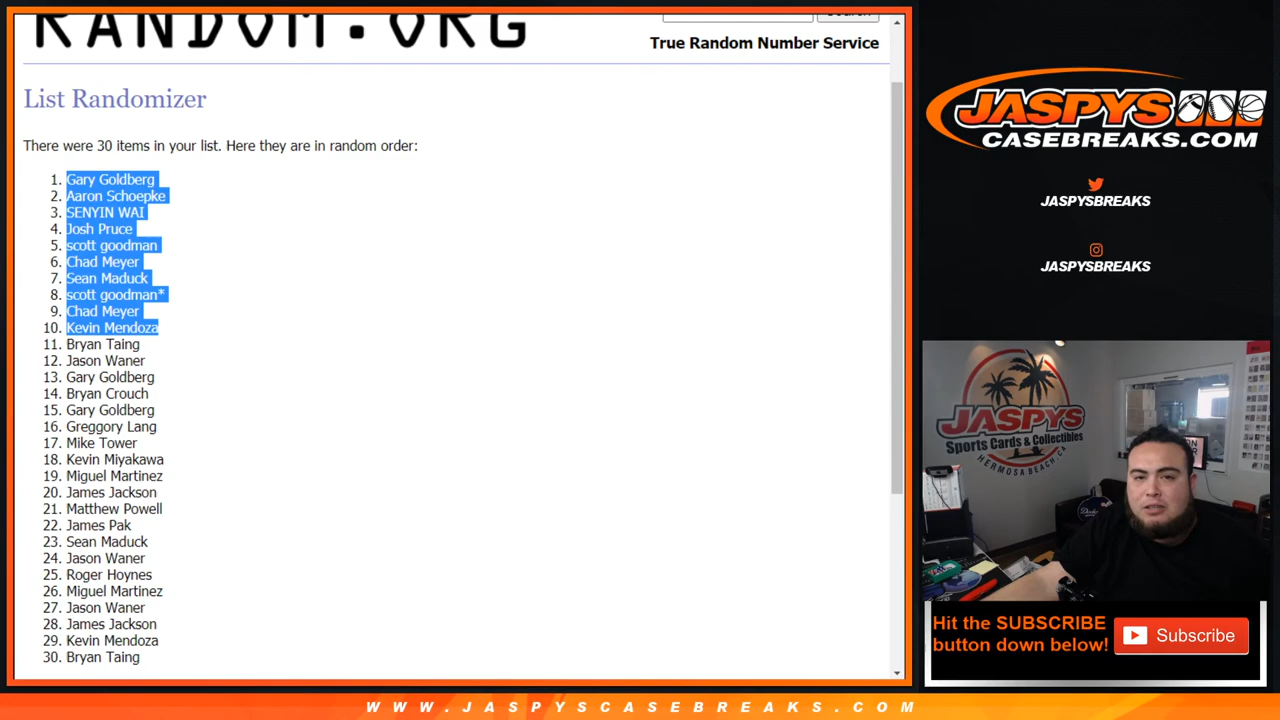 RANDOM.ORG
Search
True Random Number Service
List Randomizer
There were 30 items in your list. Here they are in random order:
1. Gary Goldberg
2. Aaron Schoepke
3. SENYIN WAI
4. Josh Pruce
5. scott goodman
6. Chad Meyer
7. Sean Maduck
8. scott goodman*
9. Chad Meyer
10. Kevin Mendoza
11. Bryan Taing
12. Jason Waner
13. Gary Goldberg
14. Bryan Crouch
15. Gary Goldberg
16. Greggory Lang
17. Mike Tower
18. Kevin Miyakawa
19. Miguel Martinez
20. James Jackson
21. Matthew Powell
22. James Pak
23. Sean Maduck
24. Jason Waner
25. Roger Hoynes
26. Miguel Martinez
27. Jason Waner
28. James Jackson
29. Kevin Mendoza
30. Bryan Taing
JASPYS
CASEBREAKS.COM
JASPYSBREAKS
JASPYSBREAKS
JASPYS
Sports Cards & Collectibles
HERMOSA BEACH, CA
Hit the SUBSCRIBE
button down below!
Subscribe
WWW.JASPYSCASEBREAKS.COM